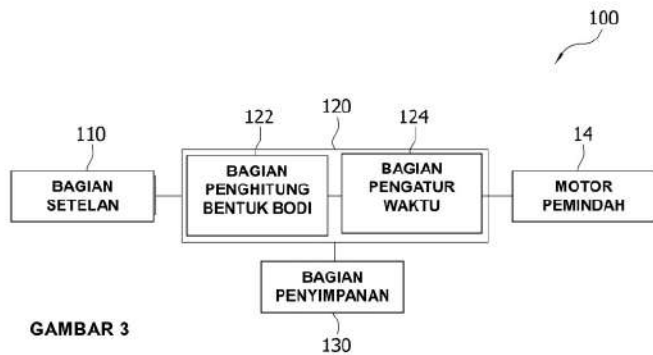 100
122
120
124
110
14
BAGIAN
SETELAN
BAGIAN
PENGHITUNG
BENTUK BODI
BAGIAN
PENGATUR
WAKTU
MOTOR
PEMINDAH
BAGIAN
PENYIMPANAN
130
GAMBAR 3